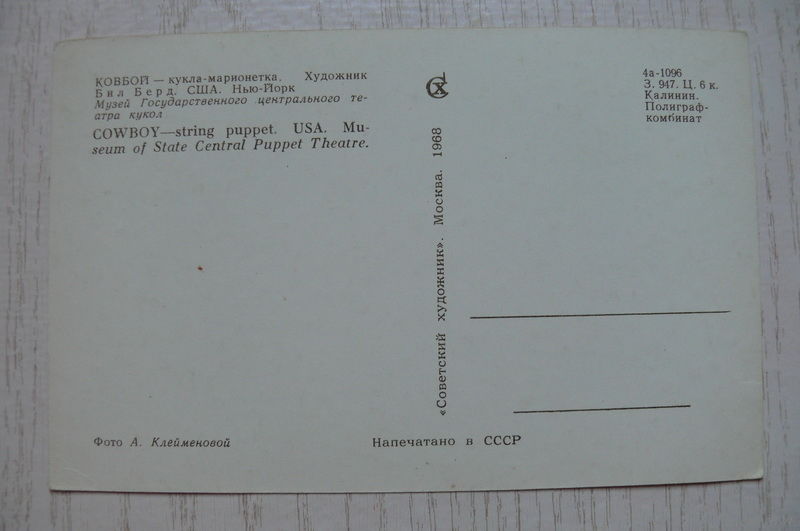 КОВБОЙ — кукла-марионетка. Художник
Бил Берд. США. Нью-Йорк
Музей Государственного центрального те-
атра кукол
COWBOY—string puppet. USA. Mu-
seum of State Central Puppet Theatre.
Фото А. Клейменовой
СХ
«Советский художник». Москва. 1968
Напечатано в СССР
4а-1096
З. 947. Ц. 6 к.
Калинин.
Полиграф-
комбинат